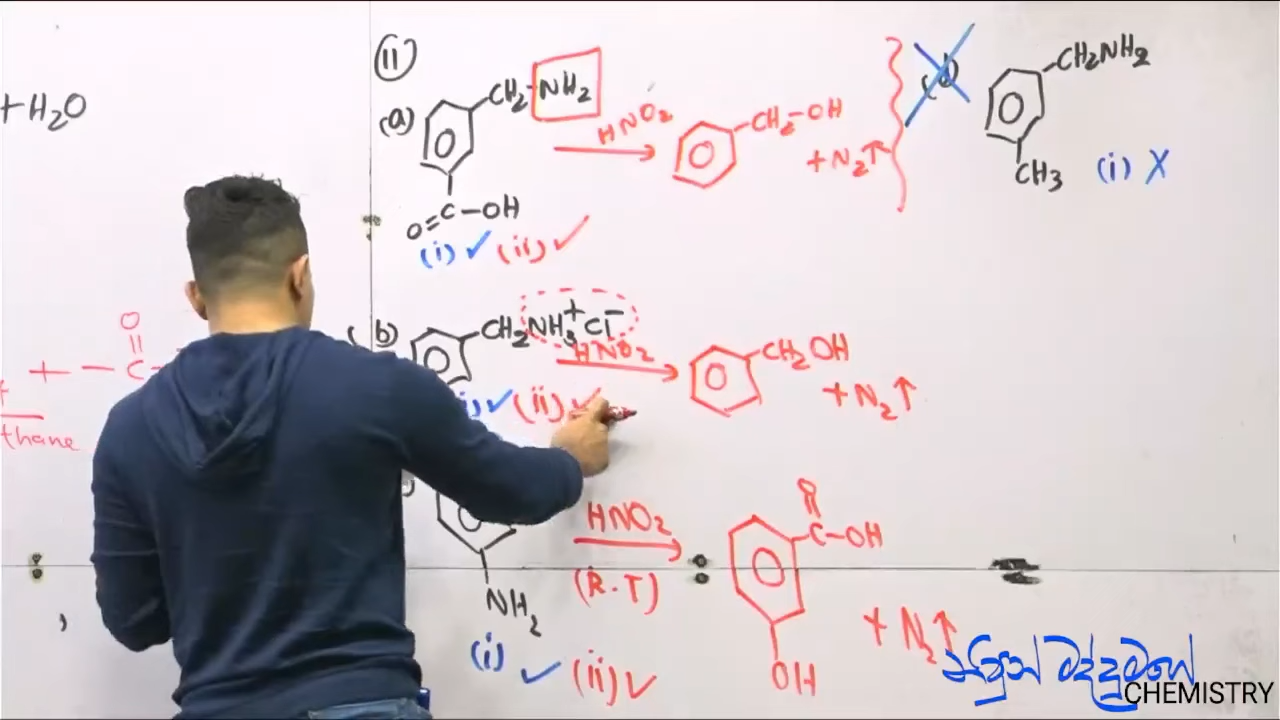 +H2O
(ii)
(a)
CH2-NH2
HNO2
CH2-OH
+N2↑
CH2NH2
CH3
(i) X
O=C-OH
(i) ✓ (ii) ✓
(b)
CH2NH3+Cl-
HNO2
CH2OH
+ N2↑
O
+ -C
(ii) ✓
thane
HNO2
(R.T)
C-OH
NH2
OH
+ N2↑
(i) ✓ (ii) ✓
CHEMISTRY